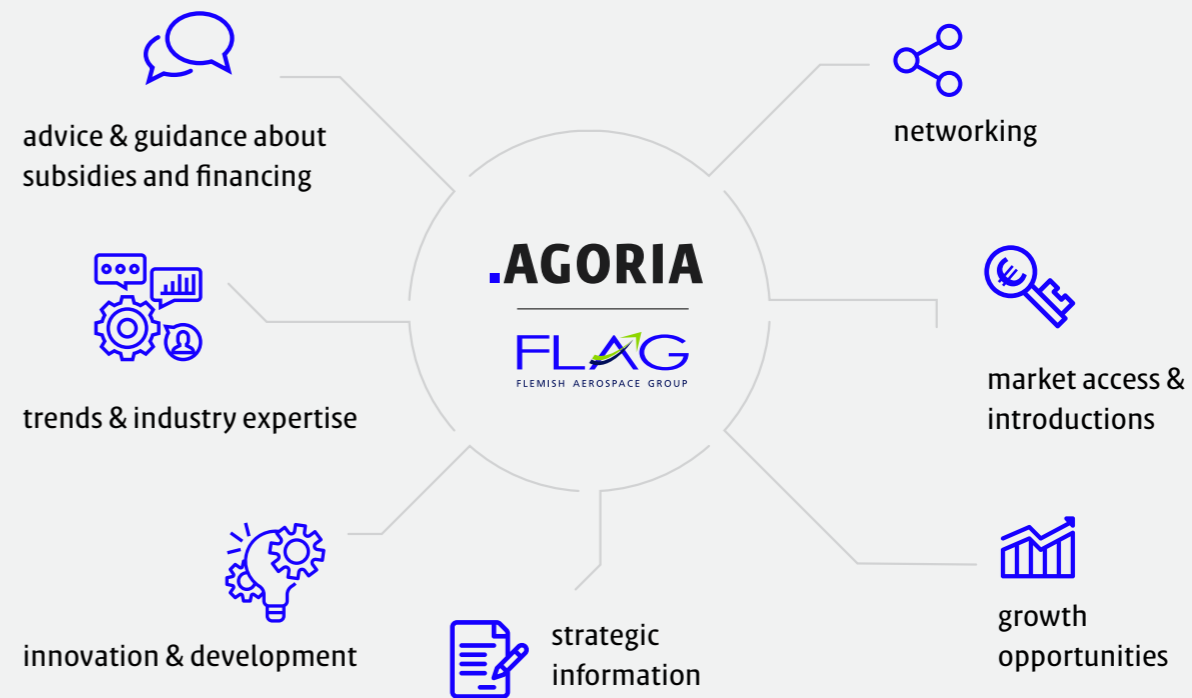 advice & guidance about
subsidies and financing
networking
.AGORIA
FLAG
FLEMISH AEROSPACE GROUP
trends & industry expertise
€
market access &
introductions
innovation & development
strategic
information
growth
opportunities